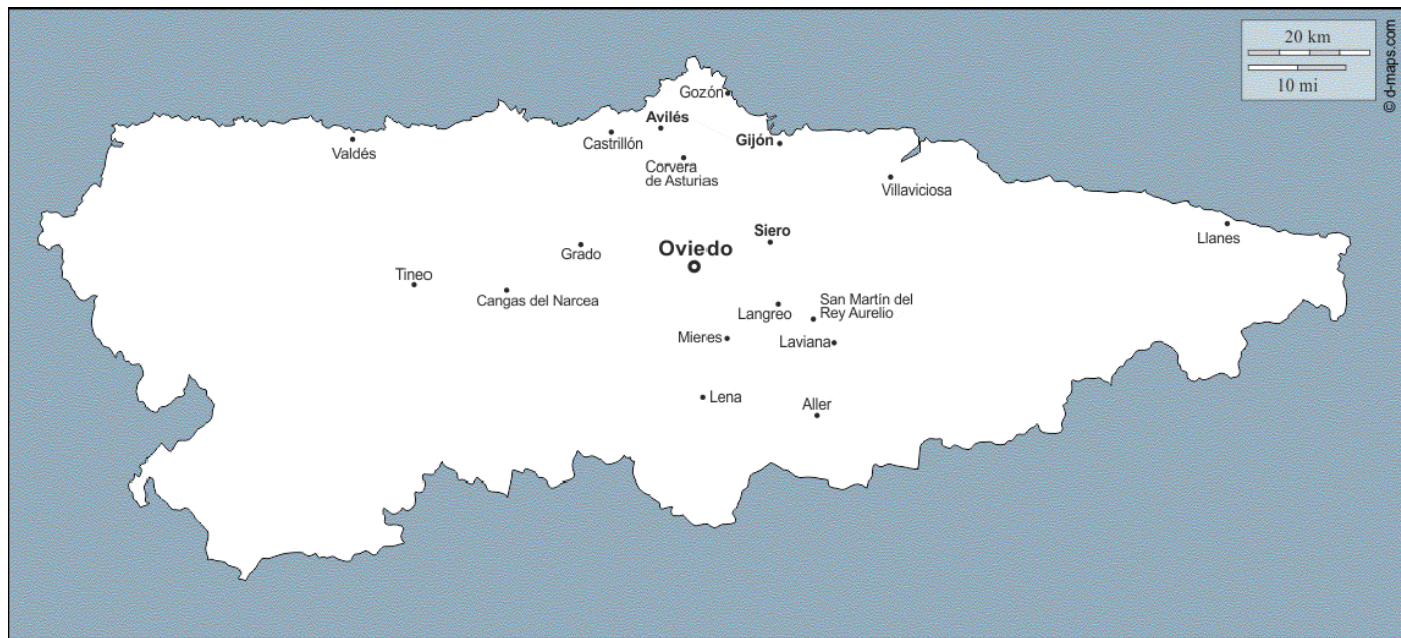 20 km
10 mi
© d-maps.com
Gozón
Avilés
Castrillón
Gijón
Valdés
Corvera
de Asturias
Villaviciosa
Siero
Llanes
Oviedo
Grado
Tineo
Cangas del Narcea
San Martín del
Rey Aurelio
Langreo
Mieres
Laviana
Lena
Aller